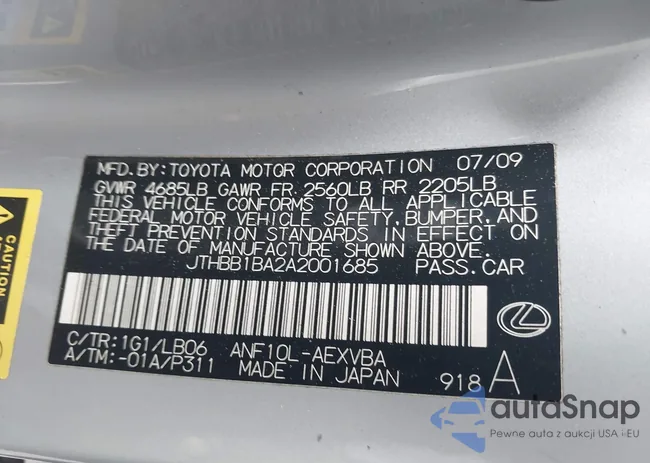 MFD.BY:TOYOTA MOTOR CORPORATION 07/09
GVWR 4685LB GAWR FR.2560LB RR 2205LB
THIS VEHICLE CONFORMS TO ALL APPLICABLE
FEDERAL MOTOR VEHICLE SAFETY,BUMPER,AND
THEFT PREVENTION STANDARDS IN EFFECT ON
THE DATE OF MANUFACTURE SHOWN ABOVE.
JTHBB1BA2A2001685 PASS.CAR
C/TR:1G1/LB06 ANF10L-AEXVBA
A/TM:-01A/P311 MADE IN JAPAN 918 A
CAUTION
autaSnap
Pewne auta z aukcji USA i EU